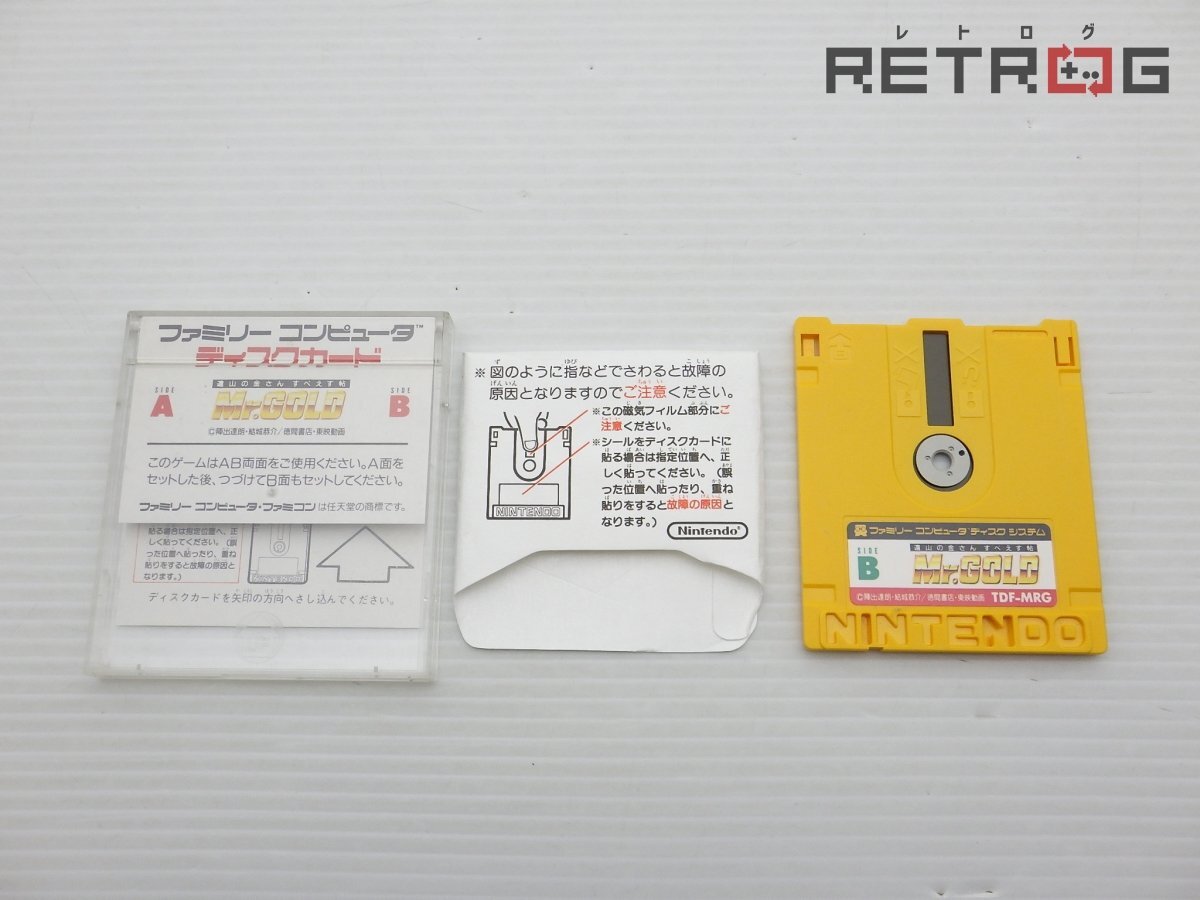 レトログ
RETROG
ファミリー コンピュータ™
ディスクカード
SIDE
A
遠山の金さん すぺえす帖
Mr.GOLD
SIDE
B
©陣出達朗・結城恭介/徳間書店・東映動画
このゲームはAB両面をご使用ください。A面を
セットした後、つづけてB面もセットしてください。
ファミリー コンピュータ・ファミコンは任天堂の商標です。
貼る場合は指定位置へ、正
しく貼ってください。(誤
った位置へ貼ったり、重ね
貼りをすると故障の原因と
なります。)
ディスクカードを矢印の方向へさし込んでください。
※図のように指などでさわると故障の
原因となりますのでご注意ください。
※この磁気フィルム部分にご
注意ください。
※シールをディスクカードに
貼る場合は指定位置へ、正
しく貼ってください。(誤
った位置へ貼ったり、重ね
貼りをすると故障の原因と
なります。)
NINTENDO
Nintendo®
ファミリー コンピュータ™ ディスク システム
SIDE
B
遠山の金さん すぺえす帖
Mr.GOLD
©陣出達朗・結城恭介/徳間書店・東映動画
TDF-MRG
NINTENDO